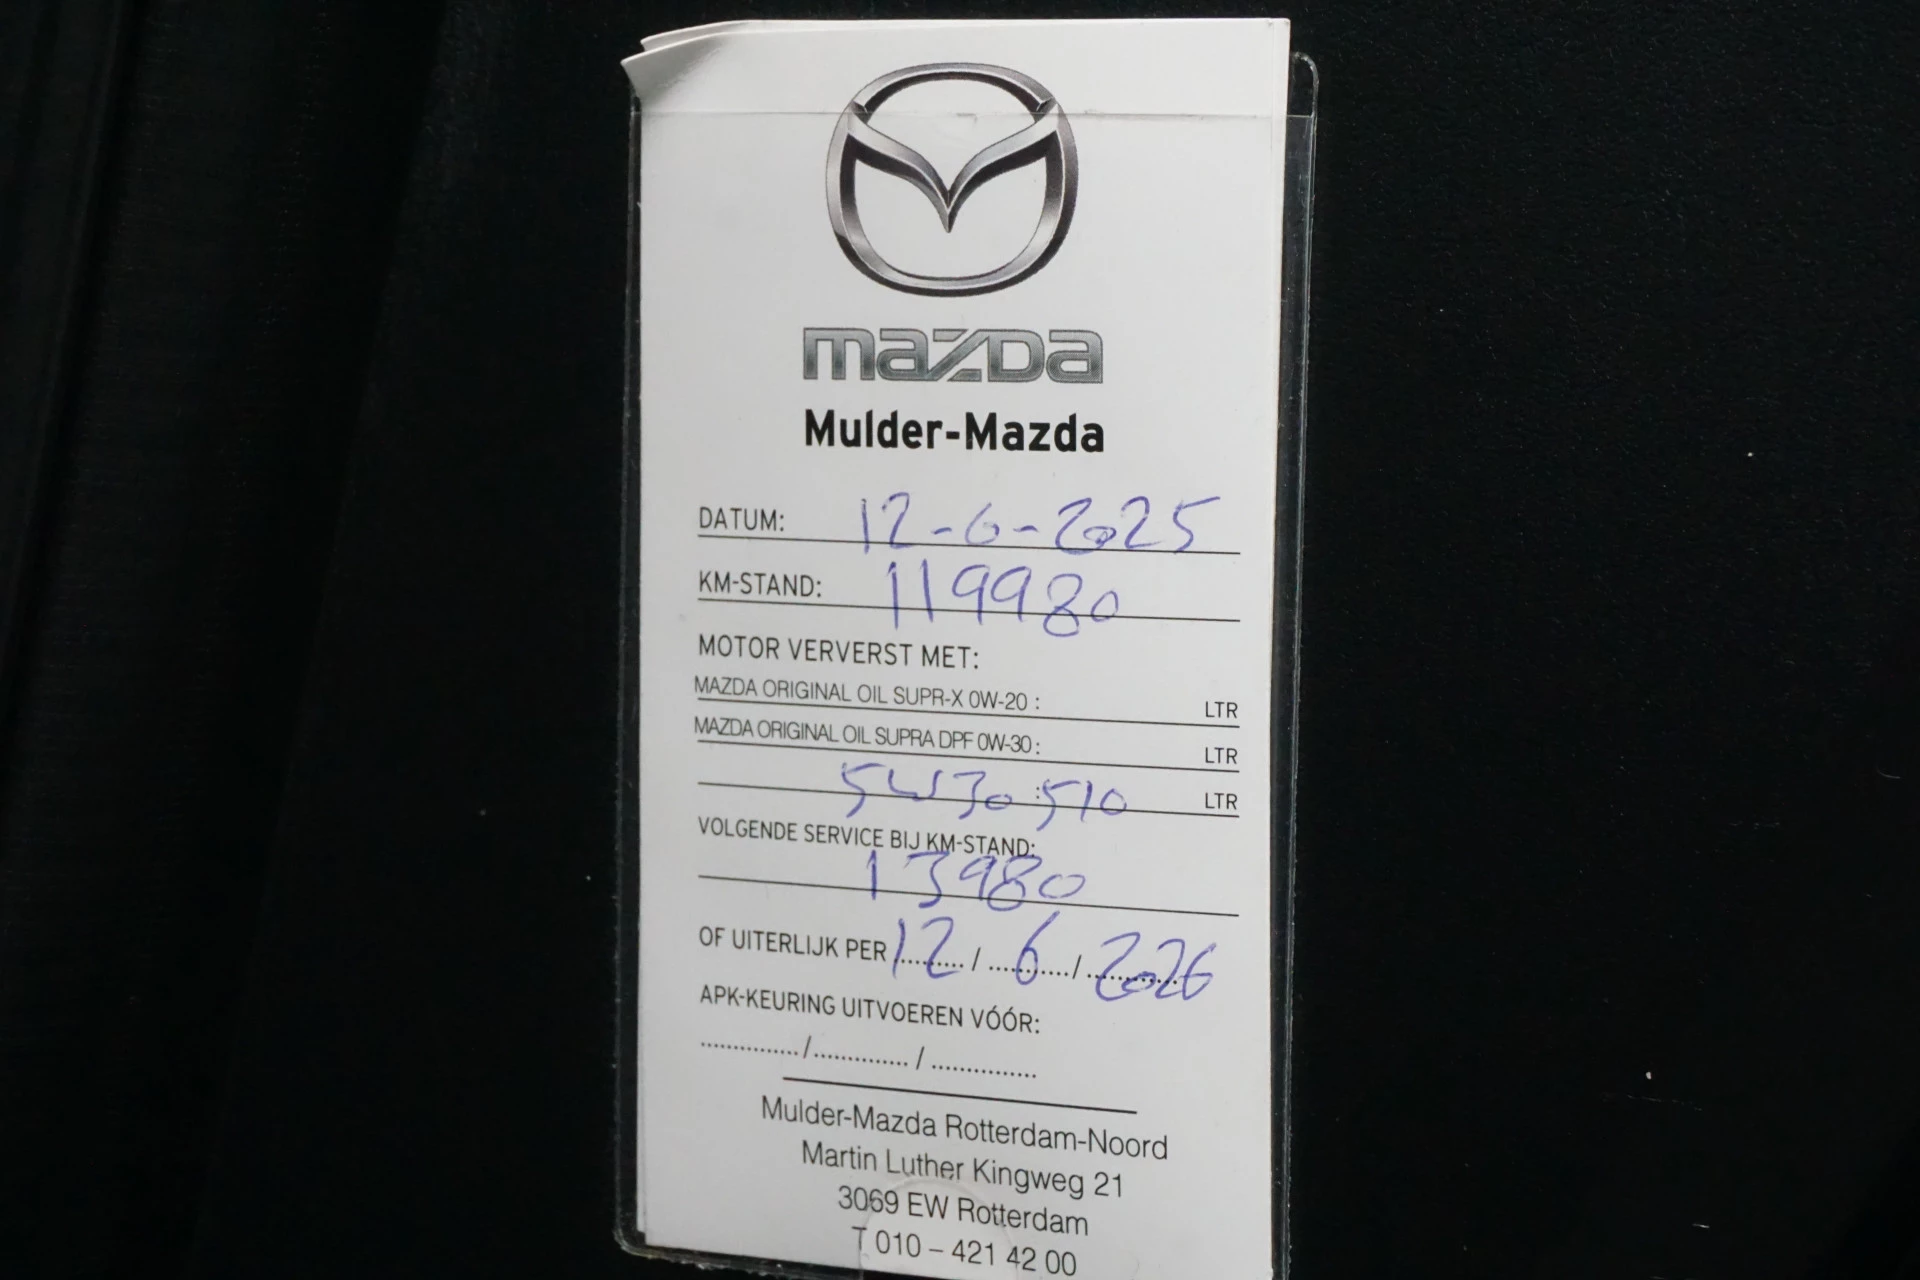 mazda
Mulder-Mazda
DATUM: 12-6-2025
KM-STAND: 119980
MOTOR VERVERST MET:
MAZDA ORIGINAL OIL SUPR-X 0W-20 : LTR
MAZDA ORIGINAL OIL SUPRA DPF 0W-30 : LTR
5W30 : 510 LTR
VOLGENDE SERVICE BIJ KM-STAND:
13980
OF UITERLIJK PER 12 / 6 / 2026
APK-KEURING UITVOEREN VÓÓR:
............... / ............... / ................
Mulder-Mazda Rotterdam-Noord
Martin Luther Kingweg 21
3069 EW Rotterdam
T 010 – 421 42 00